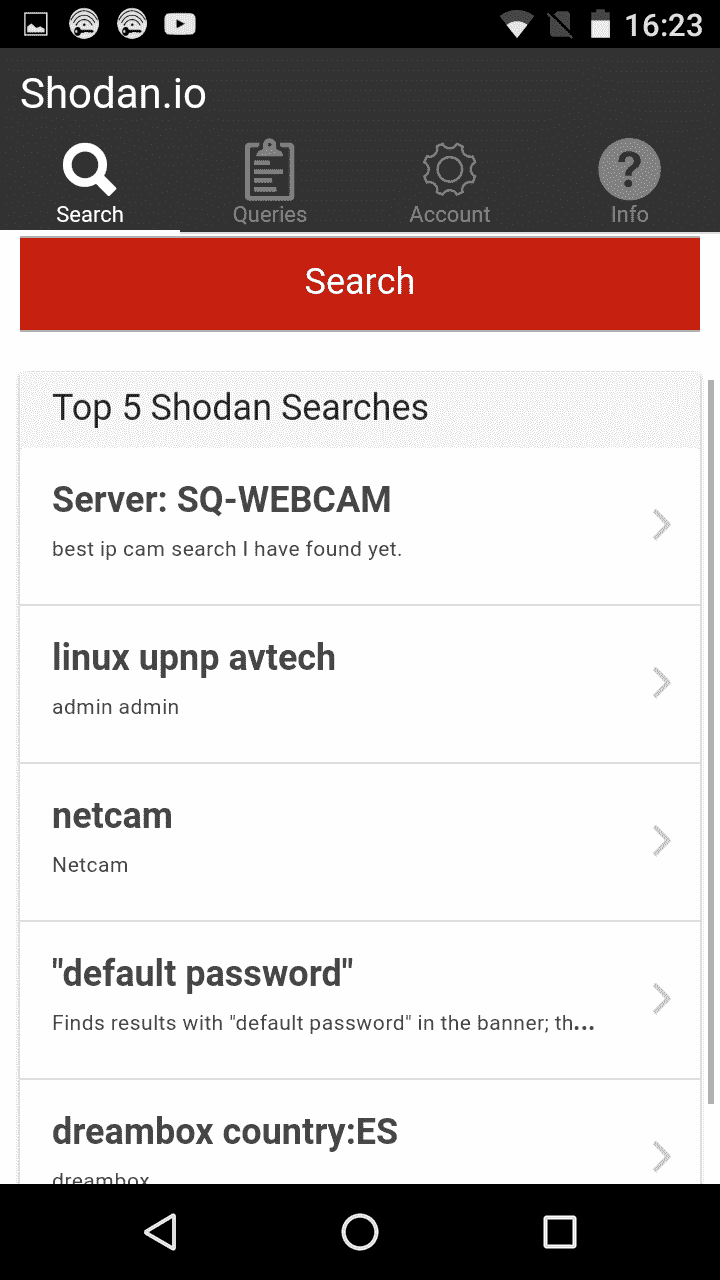 16:23
Shodan.io
Search
Queries
Account
Info
Search
Top 5 Shodan Searches
Server: SQ-WEBCAM
best ip cam search I have found yet.
linux upnp avtech
admin admin
netcam
Netcam
"default password"
Finds results with "default password" in the banner; th...
dreambox country:ES
dreambox